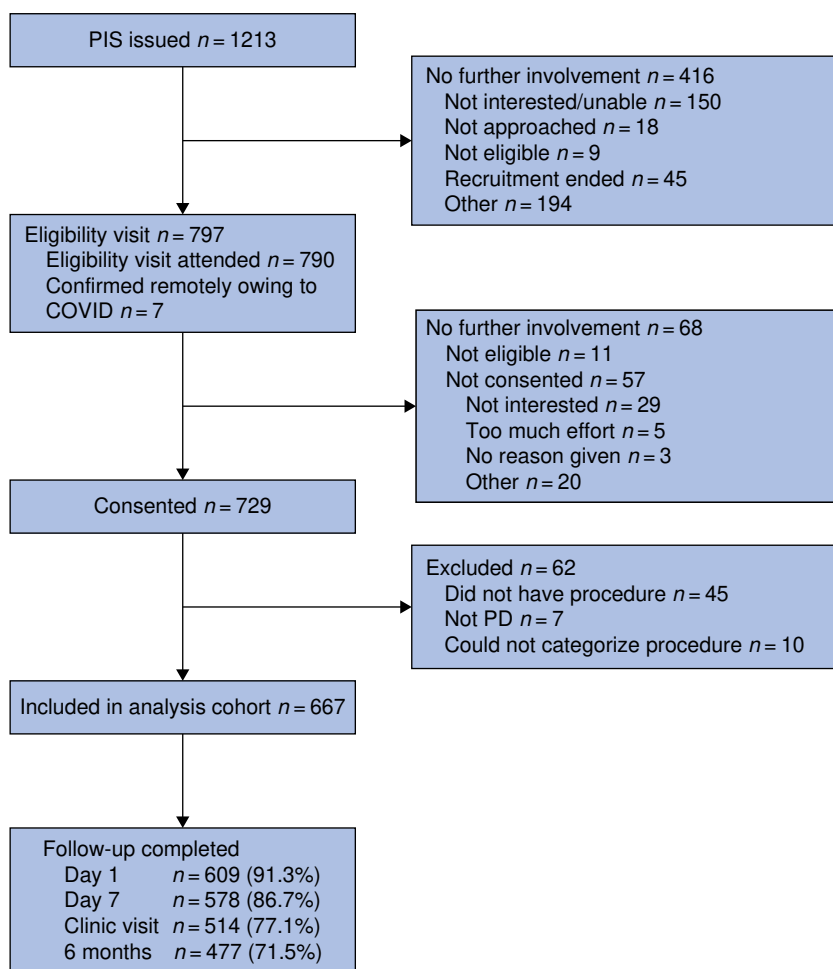 PIS issued n = 1213
No further involvement n = 416
Not interested/unable n = 150
Not approached n = 18
Not eligible n = 9
Recruitment ended n = 45
Other n = 194
Eligibility visit n = 797
Eligibility visit attended n = 790
Confirmed remotely owing to
COVID n = 7
No further involvement n = 68
Not eligible n = 11
Not consented n = 57
Not interested n = 29
Too much effort n = 5
No reason given n = 3
Other n = 20
Consented n = 729
Excluded n = 62
Did not have procedure n = 45
Not PD n = 7
Could not categorize procedure n = 10
Included in analysis cohort n = 667
Follow-up completed
Day 1 n = 609 (91.3%)
Day 7 n = 578 (86.7%)
Clinic visit n = 514 (77.1%)
6 months n = 477 (71.5%)